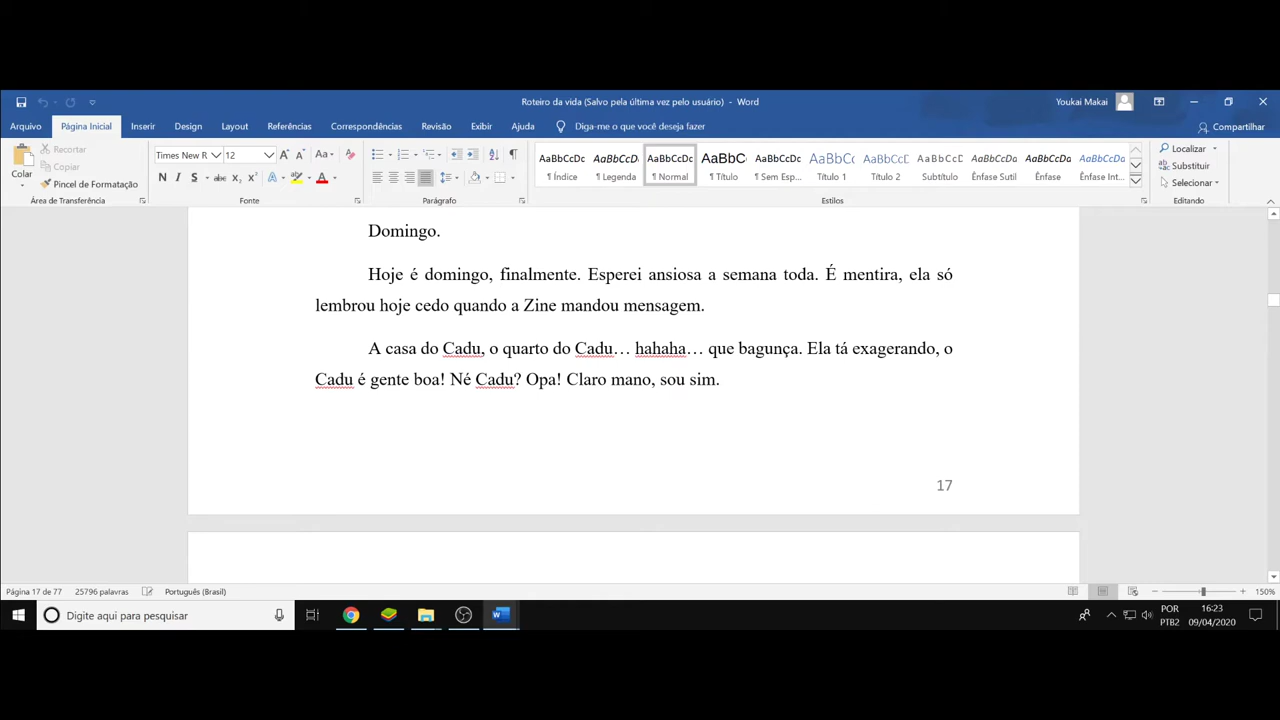 Roteiro da vida (Salvo pela última vez pelo usuário) - Word
Youkai Makai
Arquivo Página Inicial Inserir Design Layout Referências Correspondências Revisão Exibir Ajuda Diga-me o que você deseja fazer Compartilhar
Colar
Recortar
Copiar
Pincel de Formatação
Área de Transferência
Times New R 12
Fonte
Parágrafo
AaBbCcDc AaBbCcDc AaBbCcDc AaBbC AaBbCcDc AaBbCc AaBbCcD AaBbCcD AaBbCcDc AaBbCcDc AaBbCcDc
¶ Índice ¶ Legenda ¶ Normal ¶ Título ¶ Sem Esp... Título 1 Título 2 Subtítulo Ênfase Sutil Ênfase Ênfase Int...
Estilos
Localizar
Substituir
Selecionar
Editando
Domingo.
Hoje é domingo, finalmente. Esperei ansiosa a semana toda. É mentira, ela só
lembrou hoje cedo quando a Zine mandou mensagem.
A casa do Cadu, o quarto do Cadu… hahaha… que bagunça. Ela tá exagerando, o
Cadu é gente boa! Né Cadu? Opa! Claro mano, sou sim.
17
Página 17 de 77 25796 palavras Português (Brasil) 150%
Digite aqui para pesquisar
POR
PTB2
16:23
09/04/2020